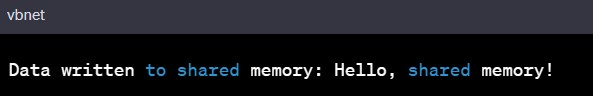 vbnet
Data written to shared memory: Hello, shared memory!